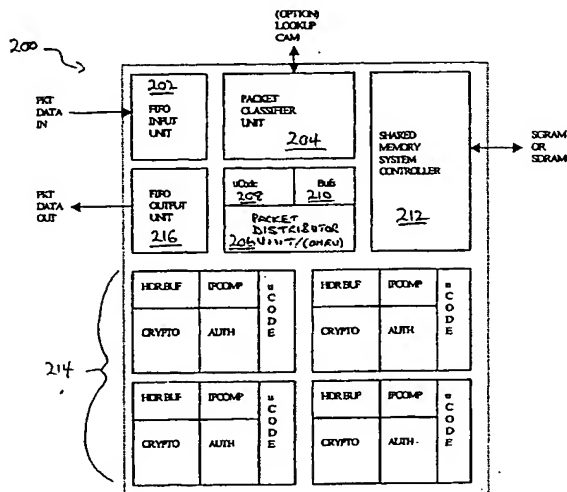 (OPTION)
LOOKUP
CAM
200
PKT
DATA
IN
202
FIFO
INPUT
UNIT
PACKET
CLASSIFIER
UNIT
204
SHARED
MEMORY
SYSTEM
CONTROLLER
212
SGRAM
OR
SDRAM
PKT
DATA
OUT
FIFO
OUTPUT
UNIT
216
uCode
208
Buf
210
PACKET
DISTRIBUTOR
206 UNIT/(OHRU)
214
HDR BUF
IPCOMP
u
C
O
D
E
CRYPTO
AUTH
HDR BUF
IPCOMP
u
C
O
D
E
CRYPTO
AUTH
HDR BUF
IPCOMP
u
C
O
D
E
CRYPTO
AUTH
HDR BUF
IPCOMP
u
C
O
D
E
CRYPTO
AUTH